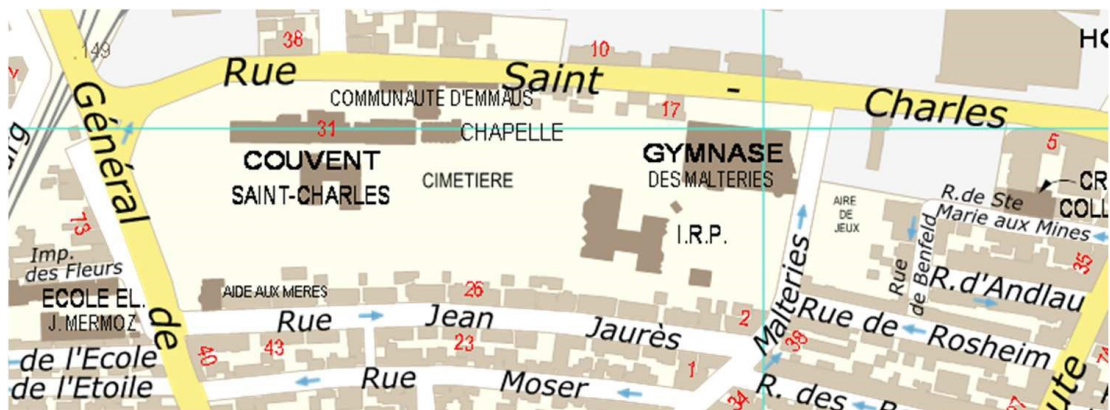 149
38
10
HO
Rue Saint - Charles
COMMUNAUTE D'EMMAUS
17
31
CHAPELLE
5
COUVENT
SAINT-CHARLES
CIMETIERE
GYMNASE
DES MALTERIES
CR
COLL
R.de Ste
Marie aux Mines
AIRE
DE
JEUX
I.R.P.
Général de
73
Imp.
des Fleurs
35
Rue
de Benfeld
R.d'Andlau
ECOLE EL.
J. MERMOZ
AIDE AUX MERES
26
2
Malteries
Rue Jean Jaurès
Rue de Rosheim
38
de l'Ecole
40
43
23
1
de l'Etoile
Rue Moser
34
R. des